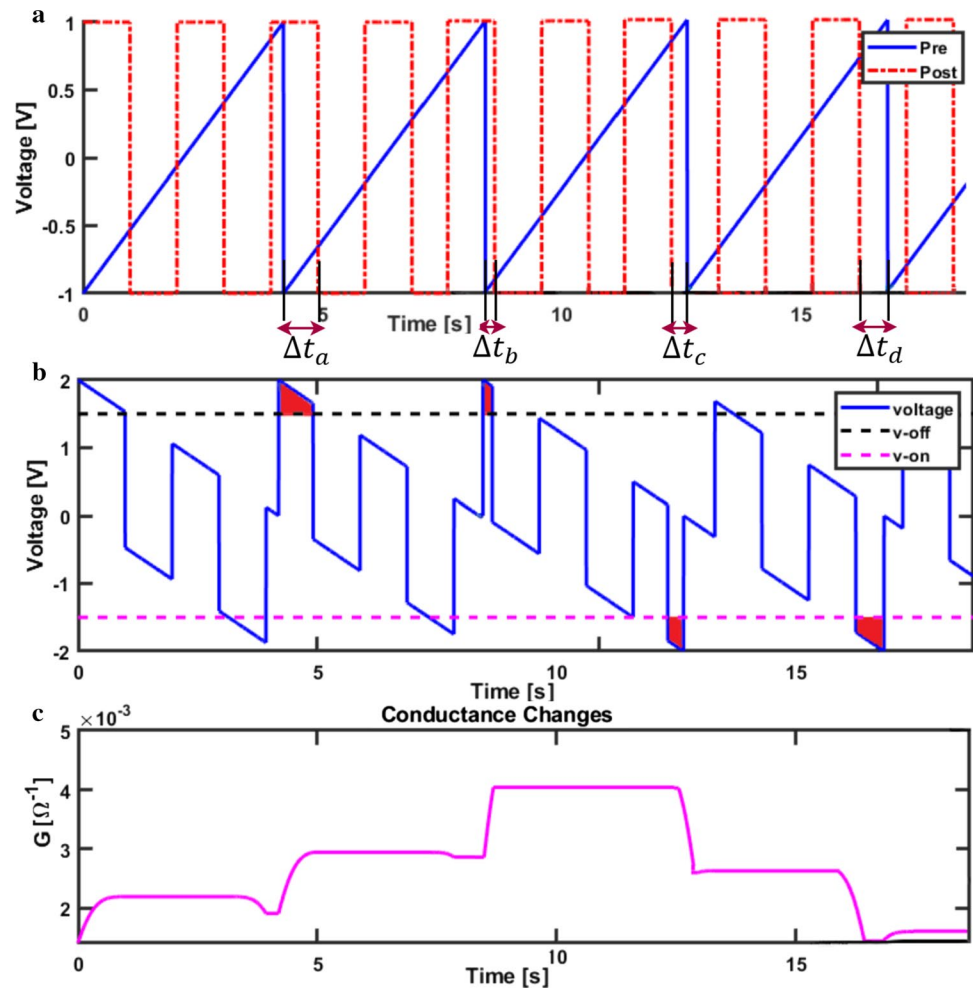 a
1
0.5
0
-0.5
-1
Voltage [V]
Pre
Post
0 5 10 15
Time [s]
Δt_a Δt_b Δt_c Δt_d
b
2
1
0
-1
-2
Voltage [V]
voltage
v-off
v-on
0 5 10 15
Time [s]
c
×10⁻³
Conductance Changes
5
4
3
2
G [Ω⁻¹]
0 5 10 15
Time [s]